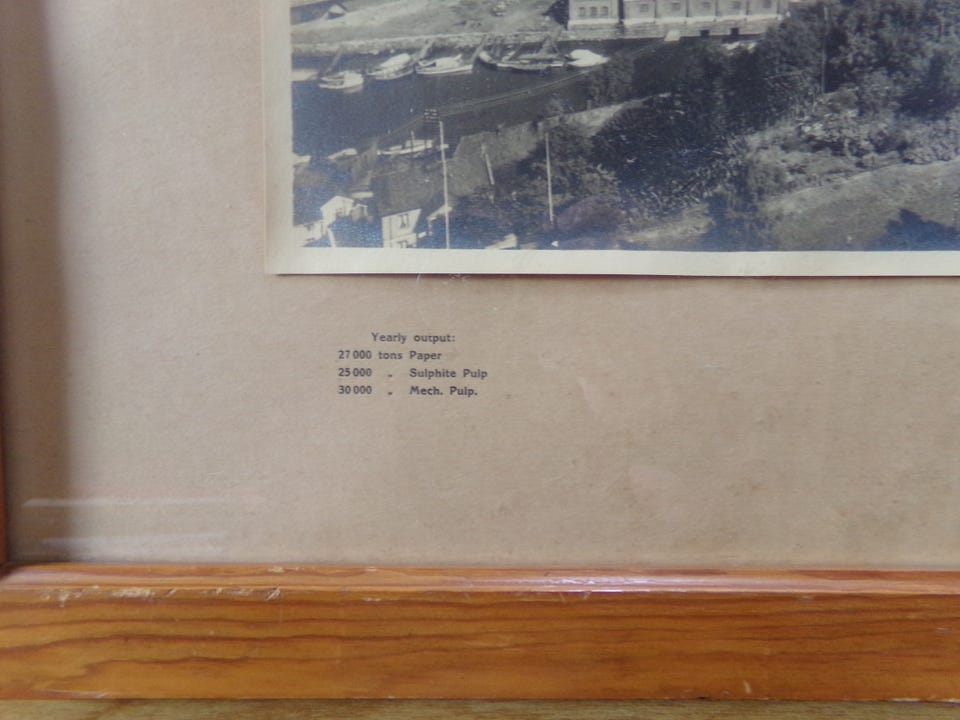 Yearly output:
27000 tons Paper
25000 „ Sulphite Pulp
30000 „ Mech. Pulp.